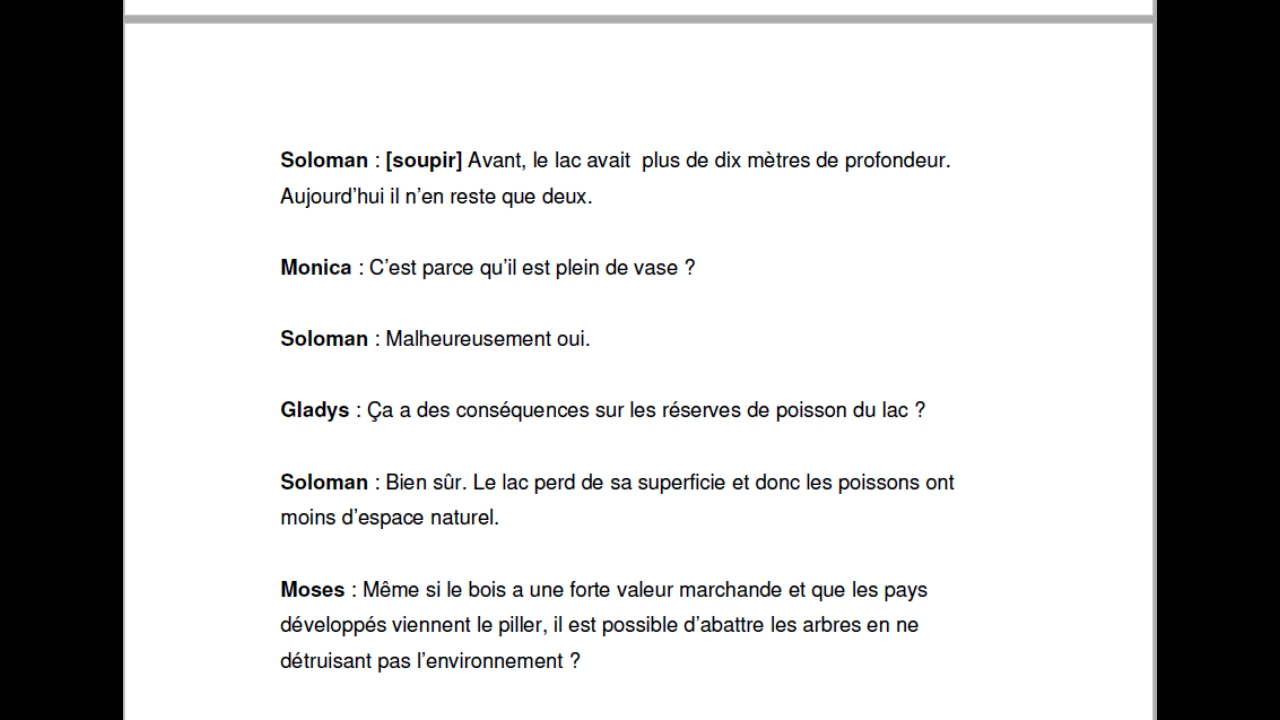 Soloman : [soupir] Avant, le lac avait  plus de dix mètres de profondeur.
Aujourd’hui il n’en reste que deux.
Monica : C’est parce qu’il est plein de vase ?
Soloman : Malheureusement oui.
Gladys : Ça a des conséquences sur les réserves de poisson du lac ?
Soloman : Bien sûr. Le lac perd de sa superficie et donc les poissons ont
moins d’espace naturel.
Moses : Même si le bois a une forte valeur marchande et que les pays
développés viennent le piller, il est possible d’abattre les arbres en ne
détruisant pas l’environnement ?